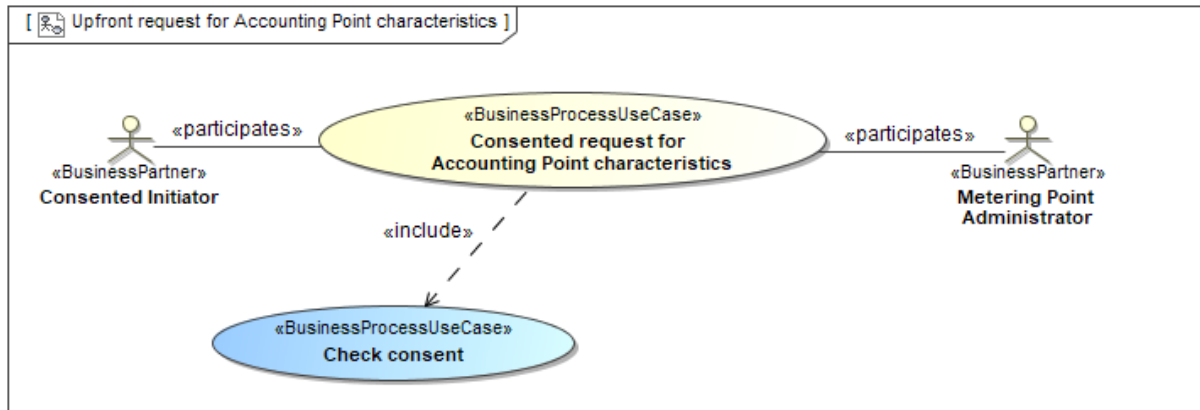 [ Upfront request for Accounting Point characteristics ]
«BusinessProcessUseCase»
Consented request for
Accounting Point characteristics
«participates»
«participates»
«BusinessPartner»
Consented Initiator
«BusinessPartner»
Metering Point
Administrator
«include»
«BusinessProcessUseCase»
Check consent